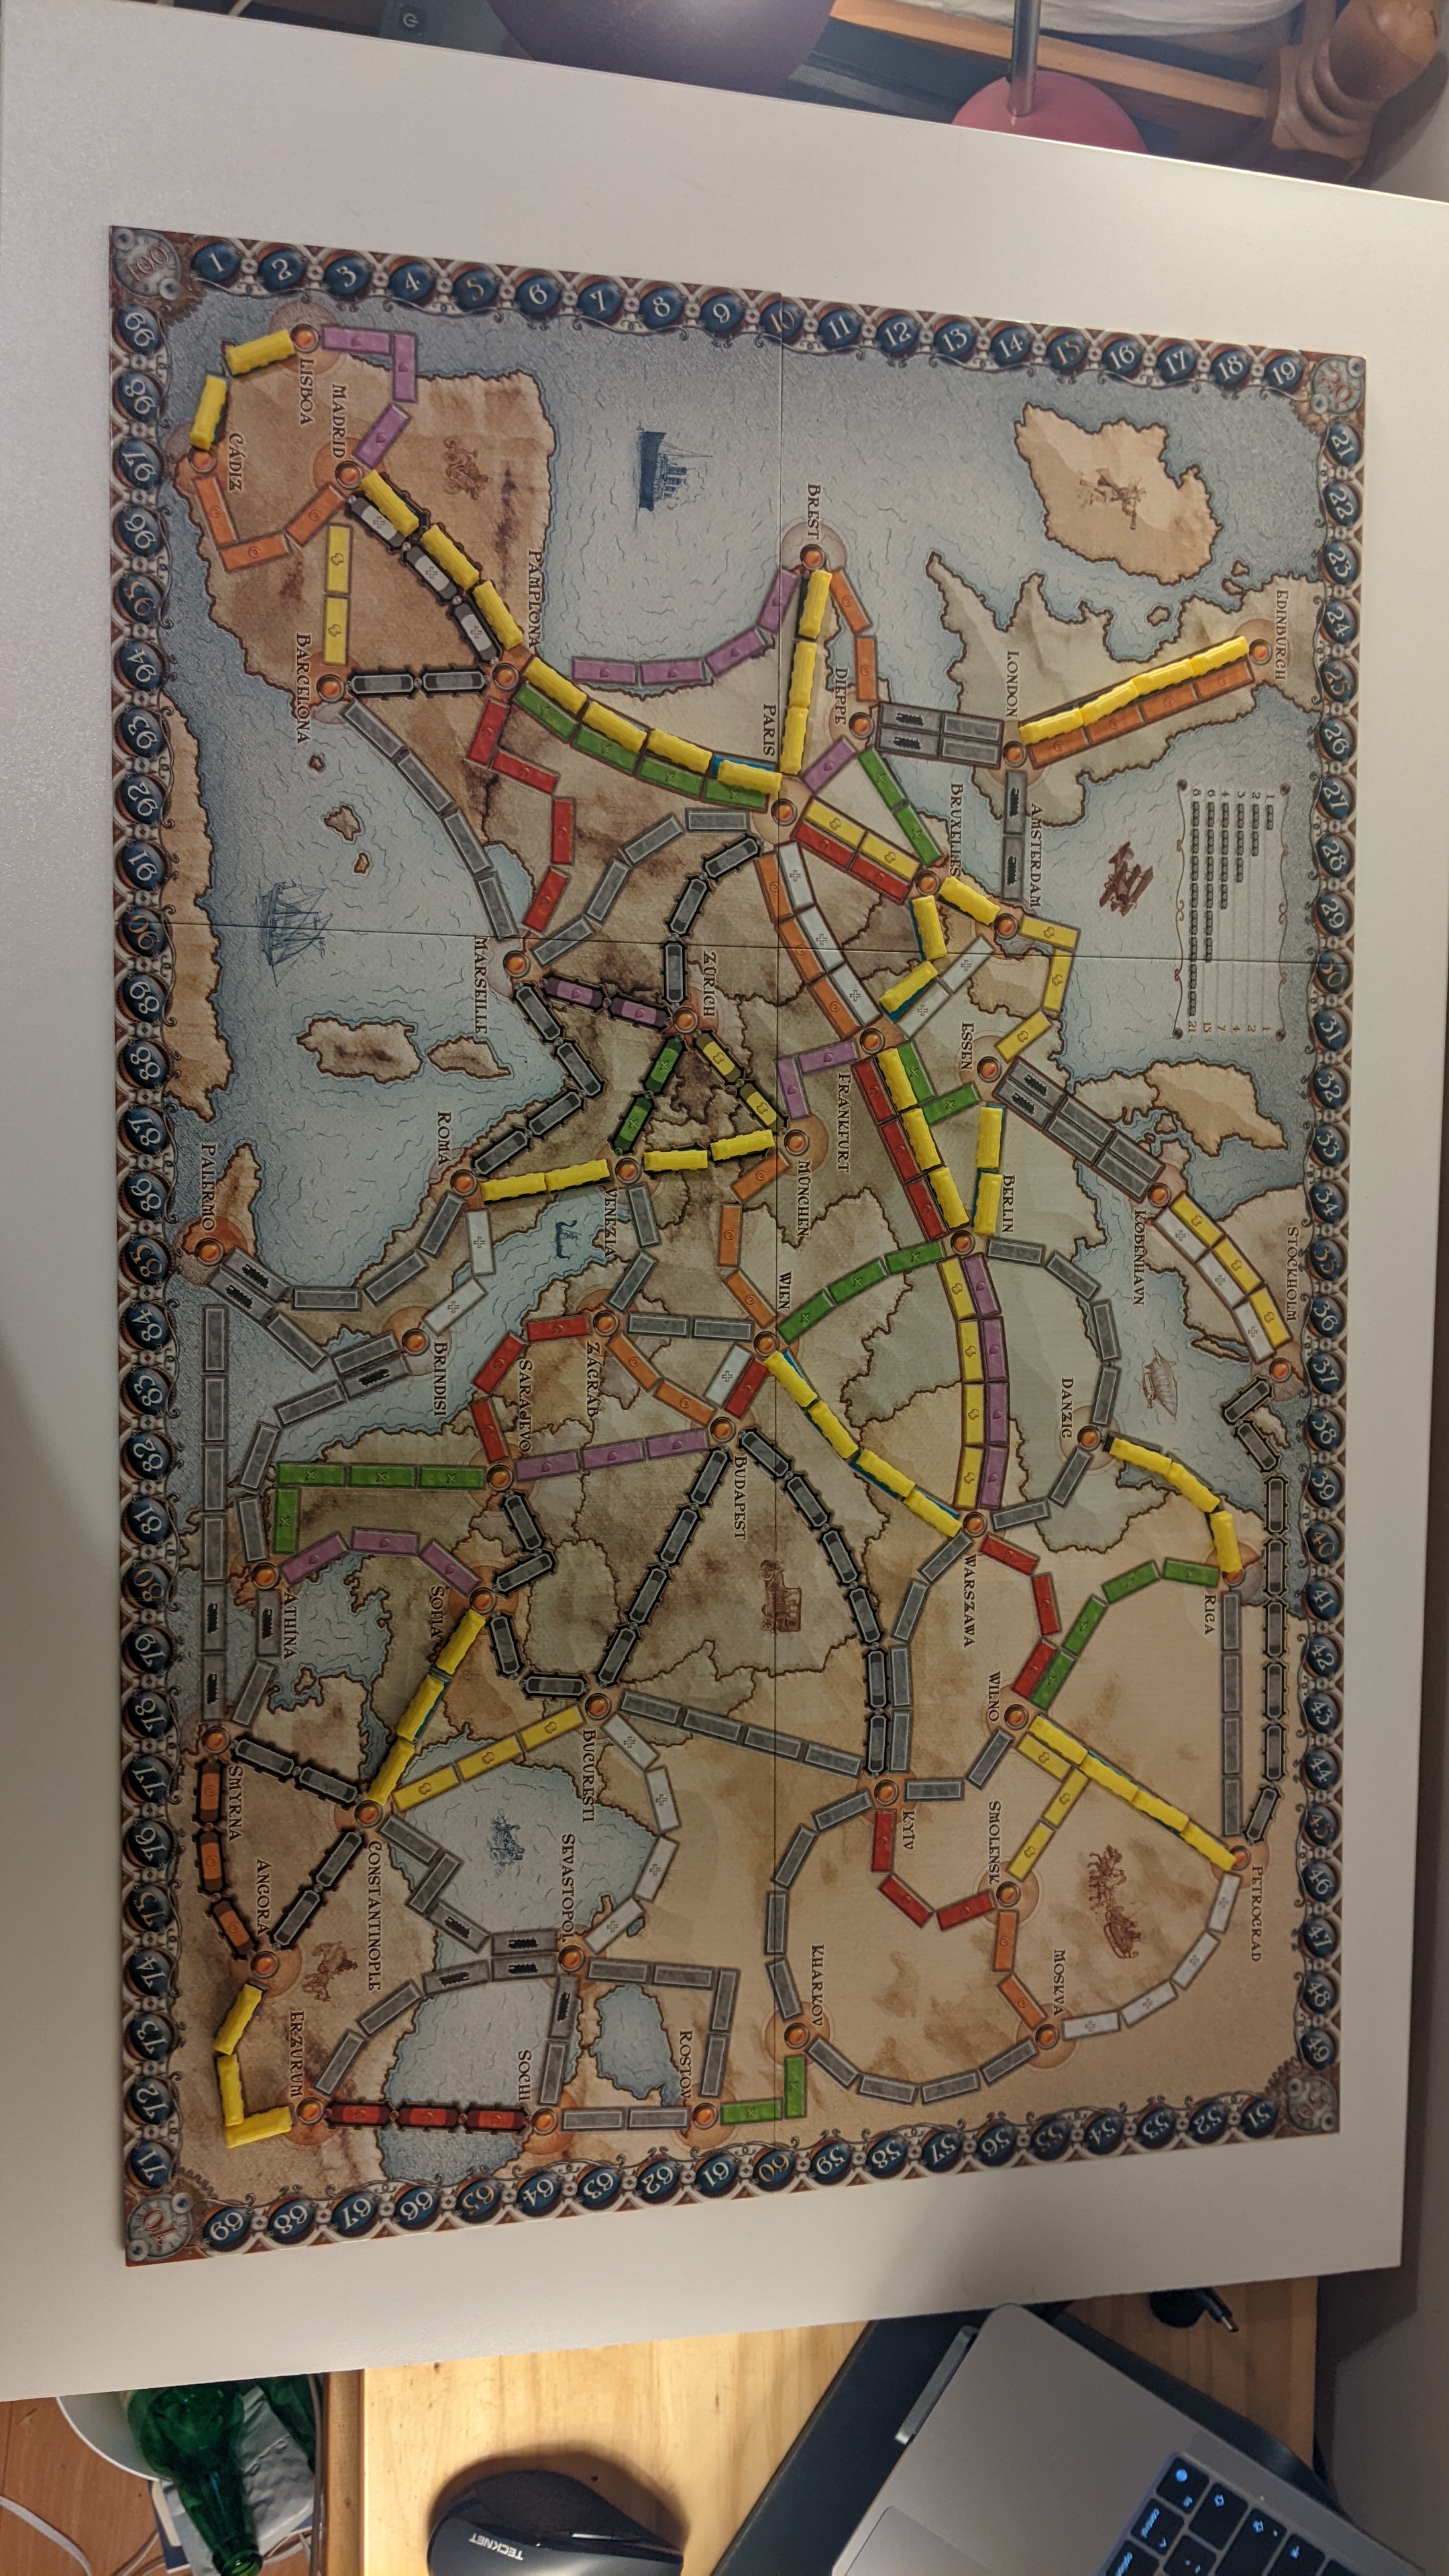 EDINBURGH
LONDON
AMSTERDAM
BREST
DIEPPE
BRUXELLES
PARIS
ESSEN
FRANKFURT
BERLIN
KØBENHAVN
STOCKHOLM
DANZIG
RIGA
PETROGRAD
MOSKVA
SMOLENSK
WILNO
WARSZAWA
KYÏV
KHARKOV
ROSTOV
SOCHI
SEVASTOPOL
BUCURESTI
BUDAPEST
WIEN
MÜNCHEN
ZÜRICH
VENEZIA
ZAGRÁB
SARAJEVO
SOFIA
CONSTANTINOPLE
ANGORA
ERZURUM
SMYRNA
ATHÍNA
BRINDISI
PALERMO
ROMA
MARSEILLE
BARCELONA
PAMPLONA
MADRID
LISBOA
CÁDIZ
100
1 2 3 4 5 6 7 8 9 10 11 12 13 14 15 16 17 18 19
21 22 23 24 25 26 27 28 29 30 31 32 33 34 35 36 37 38 39 40 41 42 43 44 45 46 47 48 49
51 52 53 54 55 56 57 58 59 60 61 62 63 64 65 66 67 68 69
70
71 72 73 74 75 76 77 78 79 80 81 82 83 84 85 86 87 88 89 90 91 92 93 94 95 96 97 98 99
1 1
2 2
3 4
4 7
6 15
8 21
TECKNET
control
option